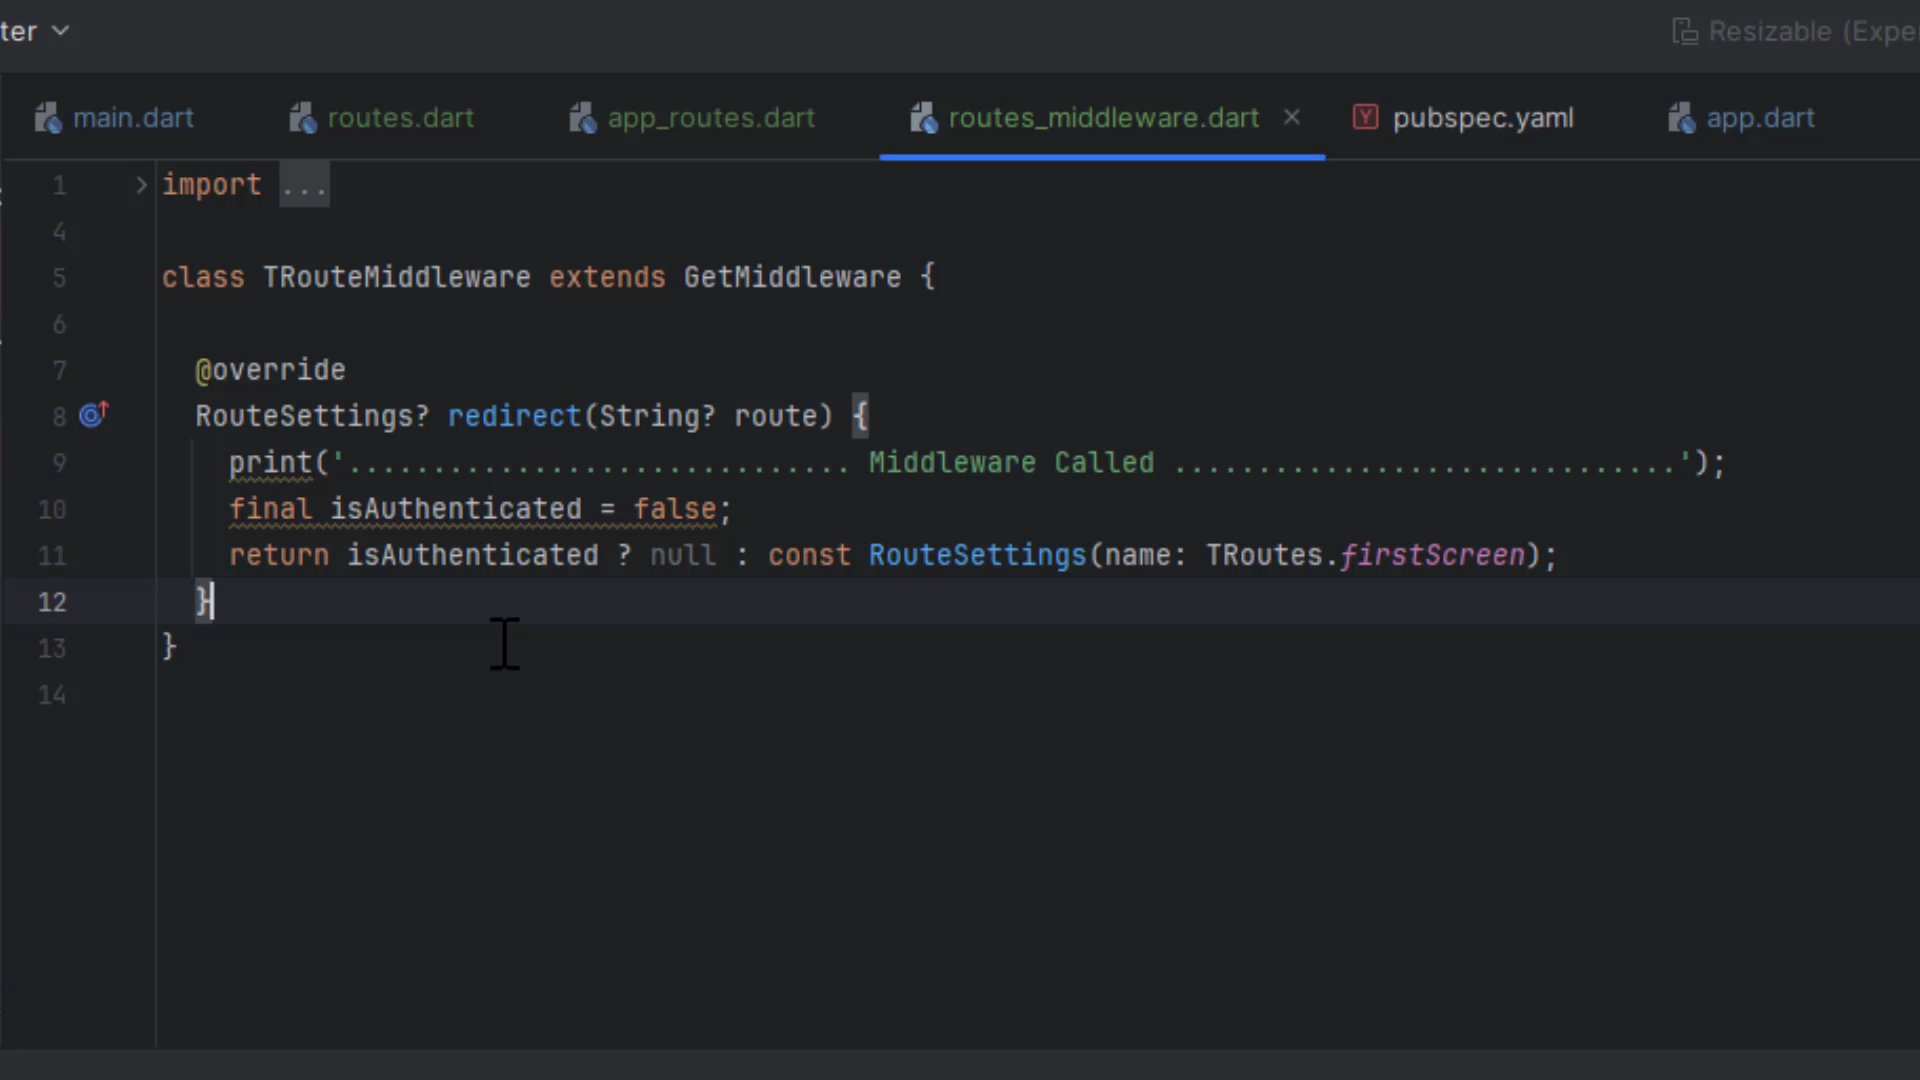 ter
Resizable (Expe
main.dart routes.dart app_routes.dart routes_middleware.dart pubspec.yaml app.dart
1 import ...
4
5 class TRouteMiddleware extends GetMiddleware {
6
7 @override
8 RouteSettings? redirect(String? route) {
9 print('.............................. Middleware Called ..............................');
10 final isAuthenticated = false;
11 return isAuthenticated ? null : const RouteSettings(name: TRoutes.firstScreen);
12 }
13 }
14